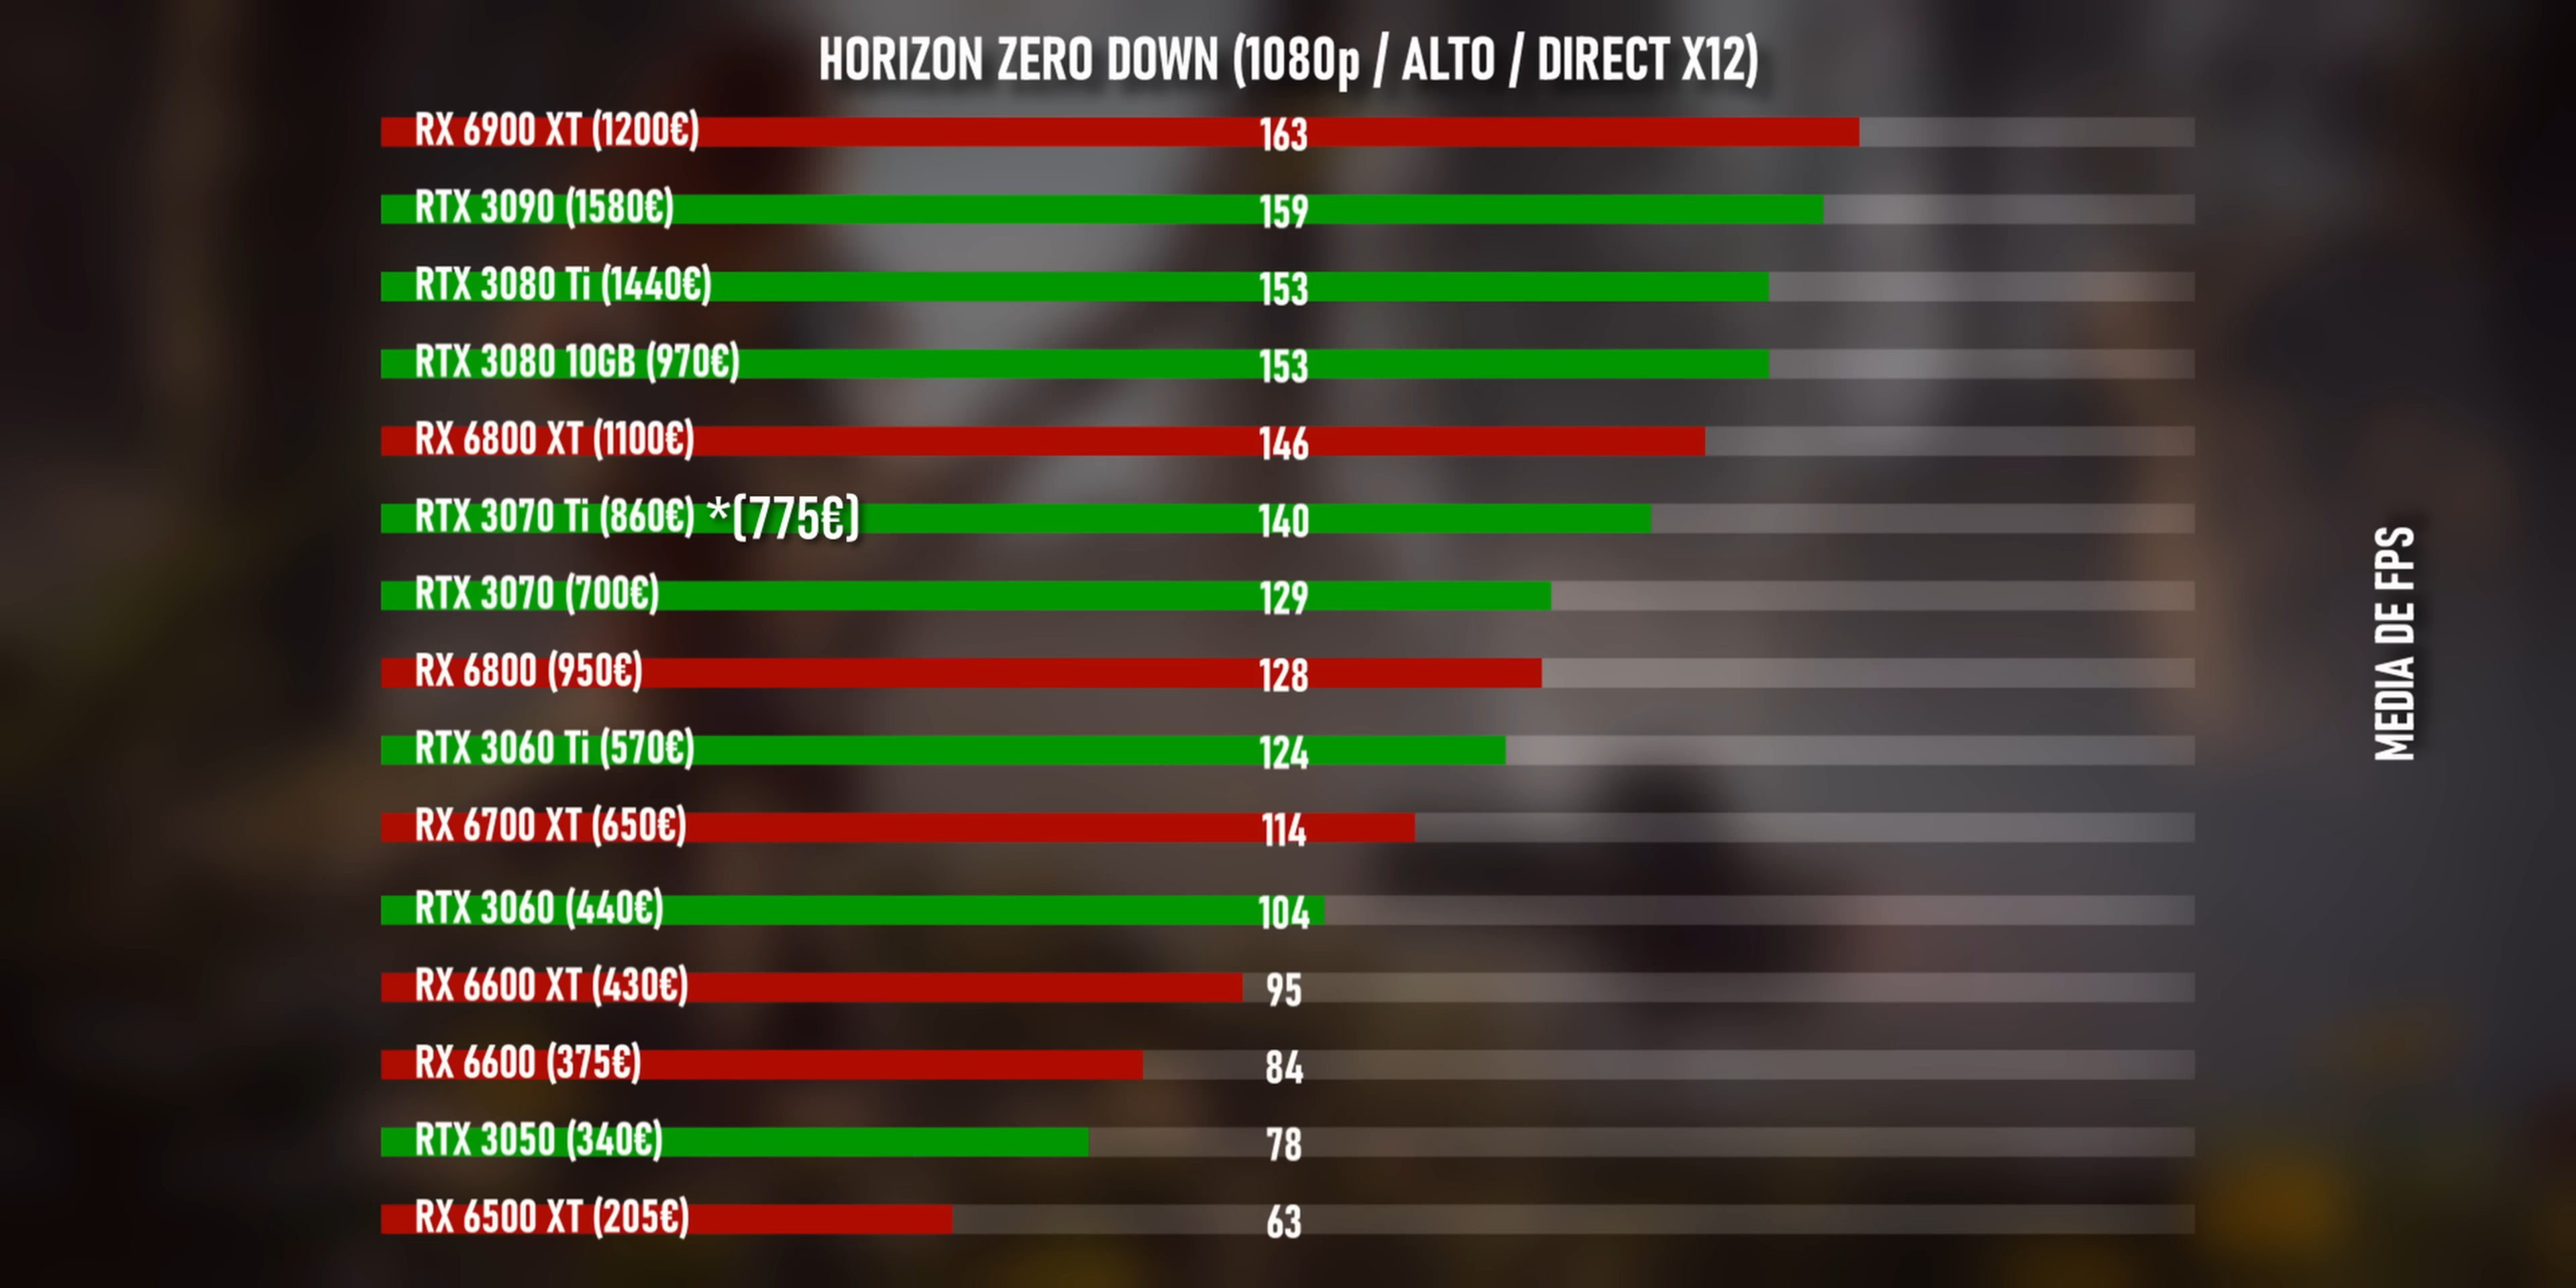 HORIZON ZERO DOWN (1080p / ALTO / DIRECT X12)
RX 6900 XT (1200€) 163
RTX 3090 (1580€) 159
RTX 3080 Ti (1440€) 153
RTX 3080 10GB (970€) 153
RX 6800 XT (1100€) 146
RTX 3070 Ti (860€) *(775€) 140
RTX 3070 (700€) 129
RX 6800 (950€) 128
RTX 3060 Ti (570€) 124
RX 6700 XT (650€) 114
RTX 3060 (440€) 104
RX 6600 XT (430€) 95
RX 6600 (375€) 84
RTX 3050 (340€) 78
RX 6500 XT (205€) 63
MEDIA DE FPS